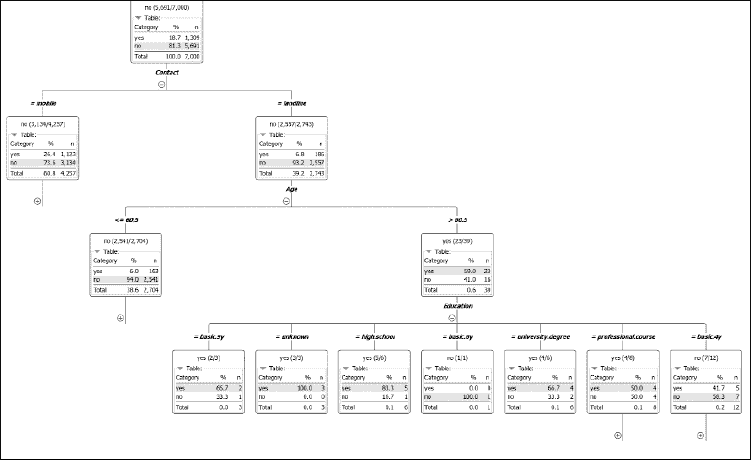 no (5,691/7,000)
Table:
Category % n
yes 18.7 1,309
no 81.3 5,691
Total 100.0 7,000
Contact
= mobile
= landline
no (3,134/4,257)
Table:
Category % n
yes 26.4 1,123
no 73.6 3,134
Total 60.8 4,257
no (2,557/2,743)
Table:
Category % n
yes 6.8 186
no 93.2 2,557
Total 39.2 2,743
Age
<= 60.5
> 60.5
no (2,541/2,704)
Table:
Category % n
yes 6.0 163
no 94.0 2,541
Total 38.6 2,704
yes (23/39)
Table:
Category % n
yes 59.0 23
no 41.0 16
Total 0.6 39
Education
= basic.9y
= unknown
= high.school
= university.degree
= professional.course
= basic.4y
yes (2/3)
Table:
Category % n
yes 66.7 2
no 33.3 1
Total 0.0 3
yes (3/3)
Table:
Category % n
yes 100.0 3
no 0.0 0
Total 0.0 3
yes (5/6)
Table:
Category % n
yes 83.3 5
no 16.7 1
Total 0.1 6
no (1/1)
Table:
Category % n
yes 0.0 0
no 100.0 1
Total 0.0 1
yes (4/6)
Table:
Category % n
yes 66.7 4
no 33.3 2
Total 0.1 6
yes (4/8)
Table:
Category % n
yes 50.0 4
no 50.0 4
Total 0.1 8
no (7/12)
Table:
Category % n
yes 41.7 5
no 58.3 7
Total 0.2 12